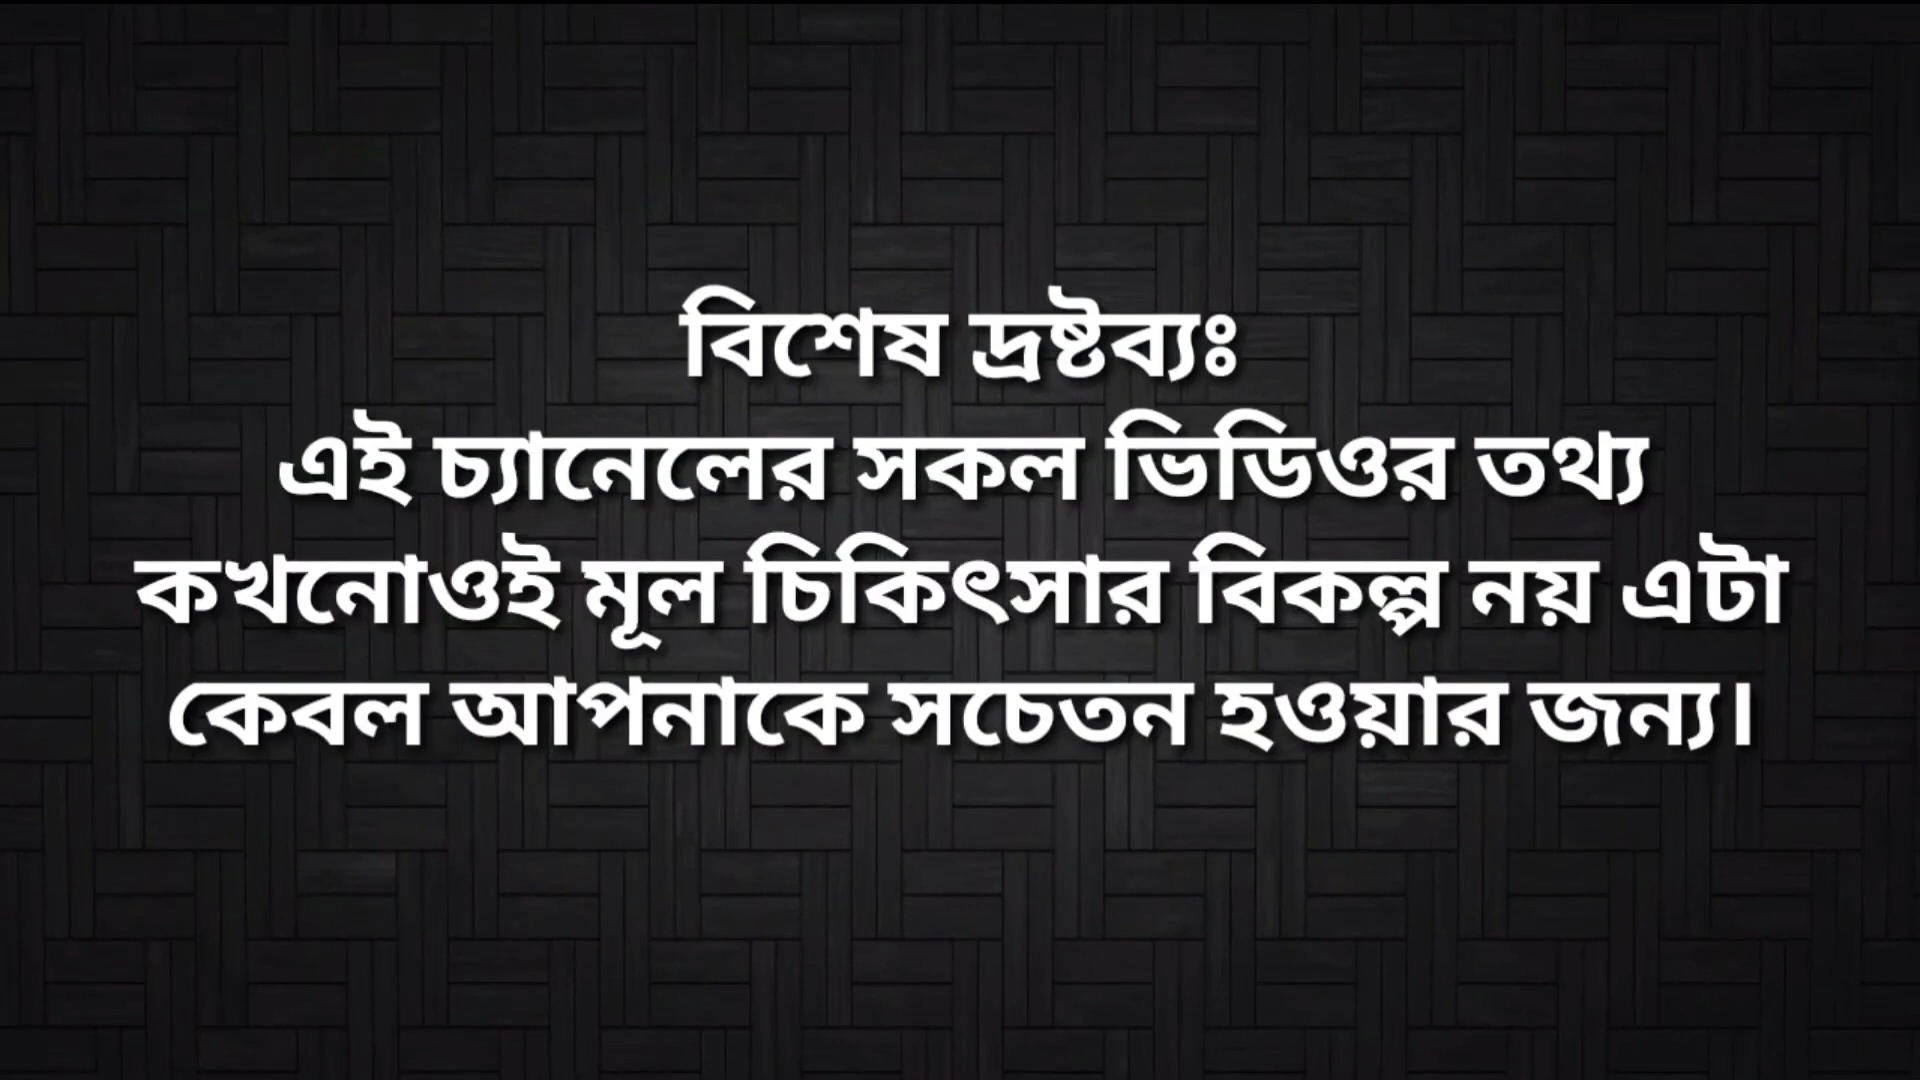 বিশেষ দ্রষ্টব্যঃ
এই চ্যানেলের সকল ভিডিওর তথ্য
কখনোওই মূল চিকিৎসার বিকল্প নয় এটা
কেবল আপনাকে সচেতন হওয়ার জন্য।